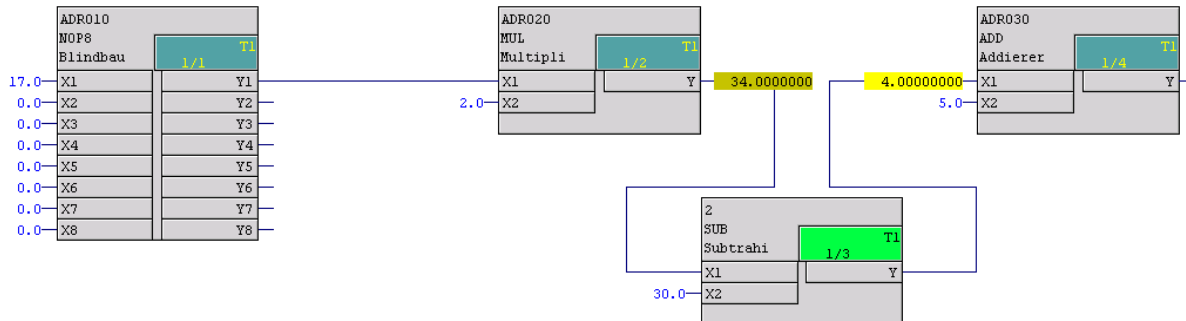 ADR010
NOP8
Blindbau
T1
1/1
17.0 X1 Y1
0.0 X2 Y2
0.0 X3 Y3
0.0 X4 Y4
0.0 X5 Y5
0.0 X6 Y6
0.0 X7 Y7
0.0 X8 Y8
ADR020
MUL
Multipli
T1
1/2
X1 Y 34.0000000
2.0 X2
2
SUB
Subtrahi
T1
1/3
X1 Y
30.0 X2
ADR030
ADD
Addierer
T1
1/4
4.00000000 X1 Y
5.0 X2